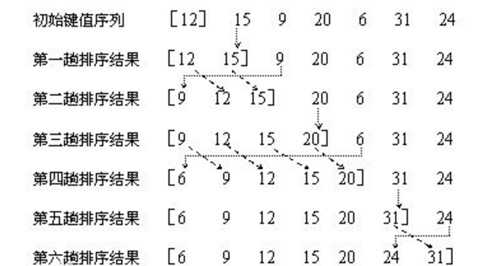 初始键值序列 [12] 15 9 20 6 31 24
第一趟排序结果 [12 15] 9 20 6 31 24
第二趟排序结果 [9 12 15] 20 6 31 24
第三趟排序结果 [9 12 15 20] 6 31 24
第四趟排序结果 [6 9 12 15 20] 31 24
第五趟排序结果 [6 9 12 15 20 31] 24
第六趟排序结果 [6 9 12 15 20 24 31]